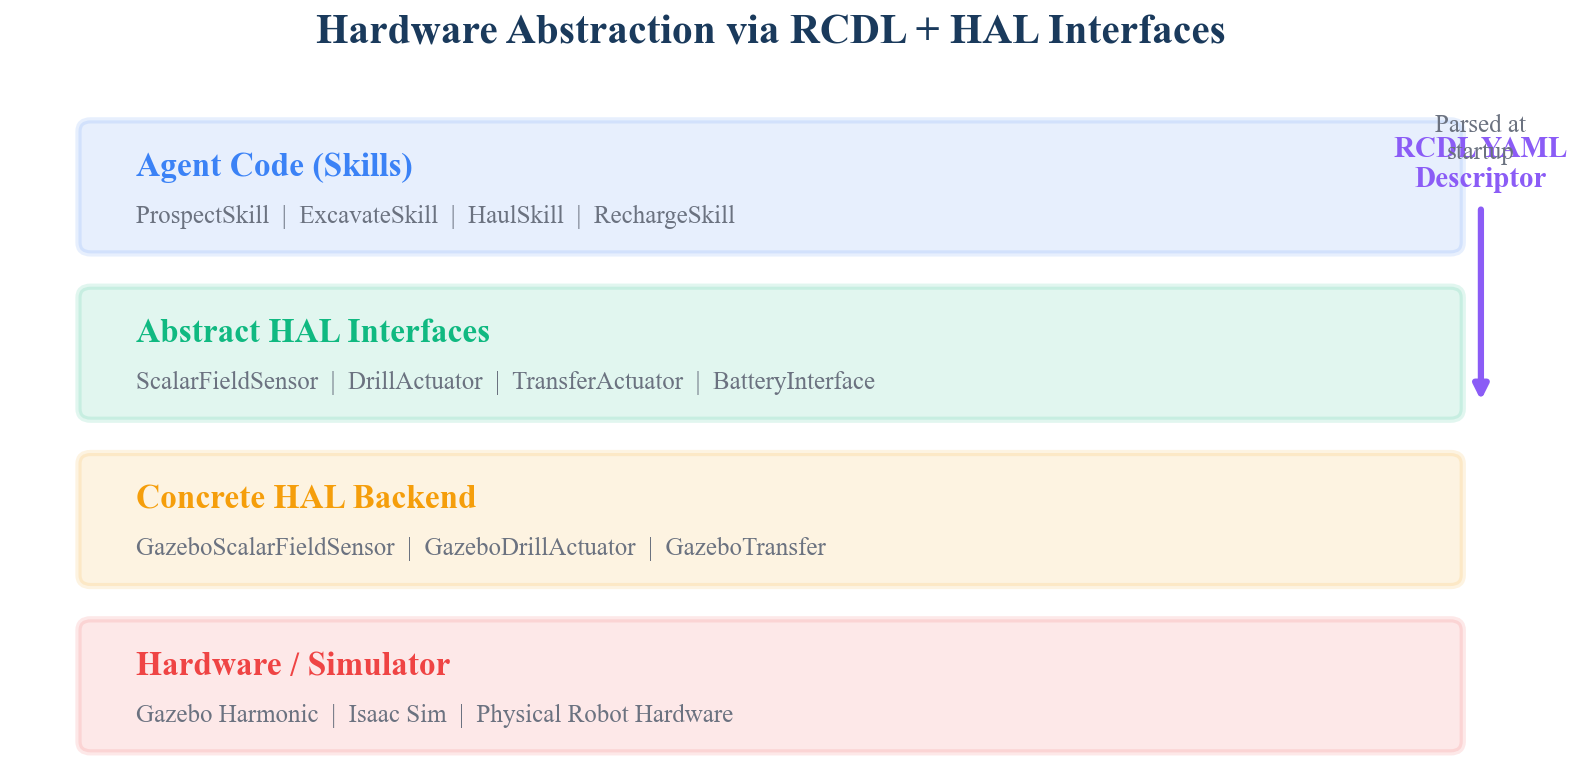 Hardware Abstraction via RCDL + HAL Interfaces
Agent Code (Skills)
ProspectSkill | ExcavateSkill | HaulSkill | RechargeSkill
Parsed at
startup
RCDL YAML
Descriptor
Abstract HAL Interfaces
ScalarFieldSensor | DrillActuator | TransferActuator | BatteryInterface
Concrete HAL Backend
GazeboScalarFieldSensor | GazeboDrillActuator | GazeboTransfer
Hardware / Simulator
Gazebo Harmonic | Isaac Sim | Physical Robot Hardware